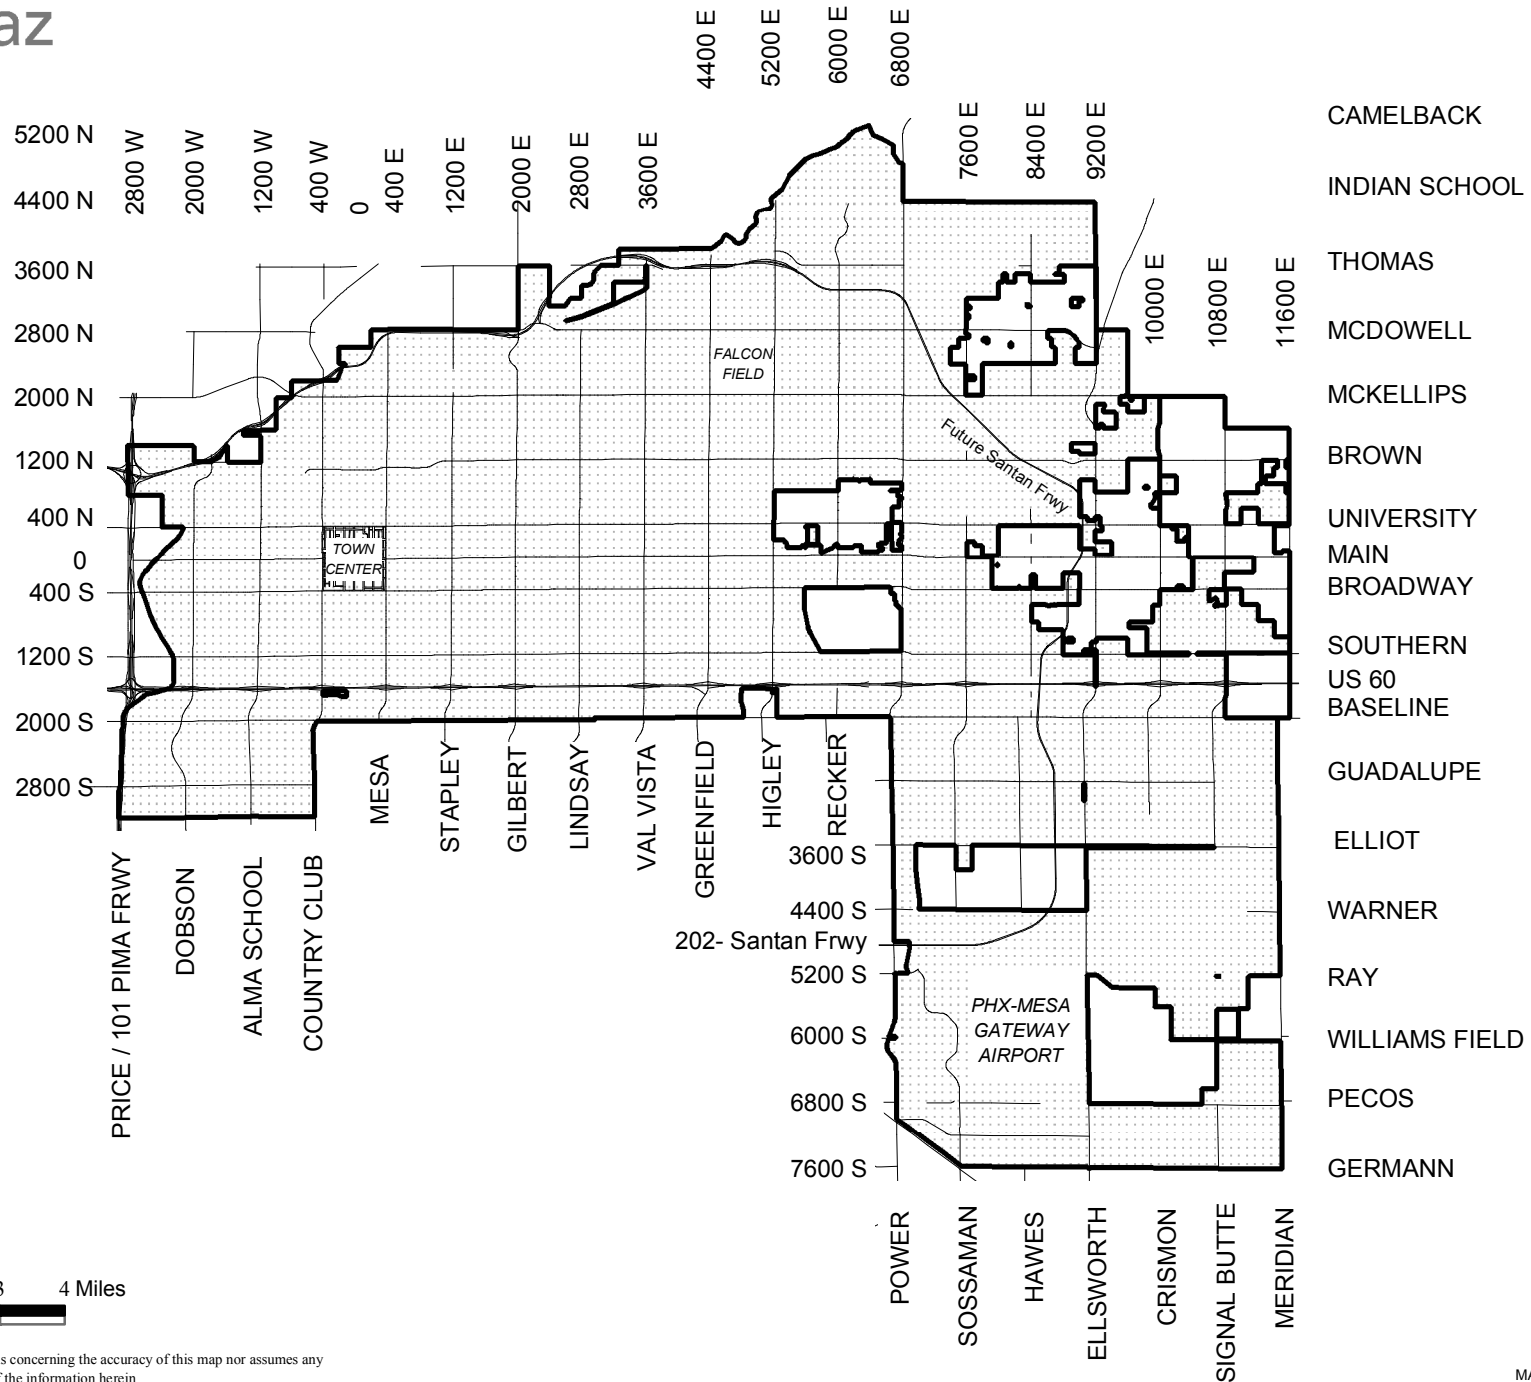 az
4400 E
5200 E
6000 E
6800 E
7600 E
8400 E
9200 E
2800 W
2000 W
1200 W
400 W
0
400 E
1200 E
2000 E
2800 E
3600 E
10000 E
10800 E
11600 E
5200 N
4400 N
3600 N
2800 N
2000 N
1200 N
400 N
0
400 S
1200 S
2000 S
2800 S
CAMELBACK
INDIAN SCHOOL
THOMAS
MCDOWELL
MCKELLIPS
BROWN
UNIVERSITY
MAIN
BROADWAY
SOUTHERN
US 60
BASELINE
GUADALUPE
ELLIOT
WARNER
RAY
WILLIAMS FIELD
PECOS
GERMANN
FALCON
FIELD
Future Santan Frwy
TOWN
CENTER
MESA
STAPLEY
GILBERT
LINDSAY
VAL VISTA
GREENFIELD
HIGLEY
RECKER
PRICE / 101 PIMA FRWY
DOBSON
ALMA SCHOOL
COUNTRY CLUB
3600 S
4400 S
202- Santan Frwy
5200 S
6000 S
6800 S
7600 S
PHX-MESA
GATEWAY
AIRPORT
POWER
SOSSAMAN
HAWES
ELLSWORTH
CRISMON
SIGNAL BUTTE
MERIDIAN
4 Miles
s concerning the accuracy of this map nor assumes any
f the information herein